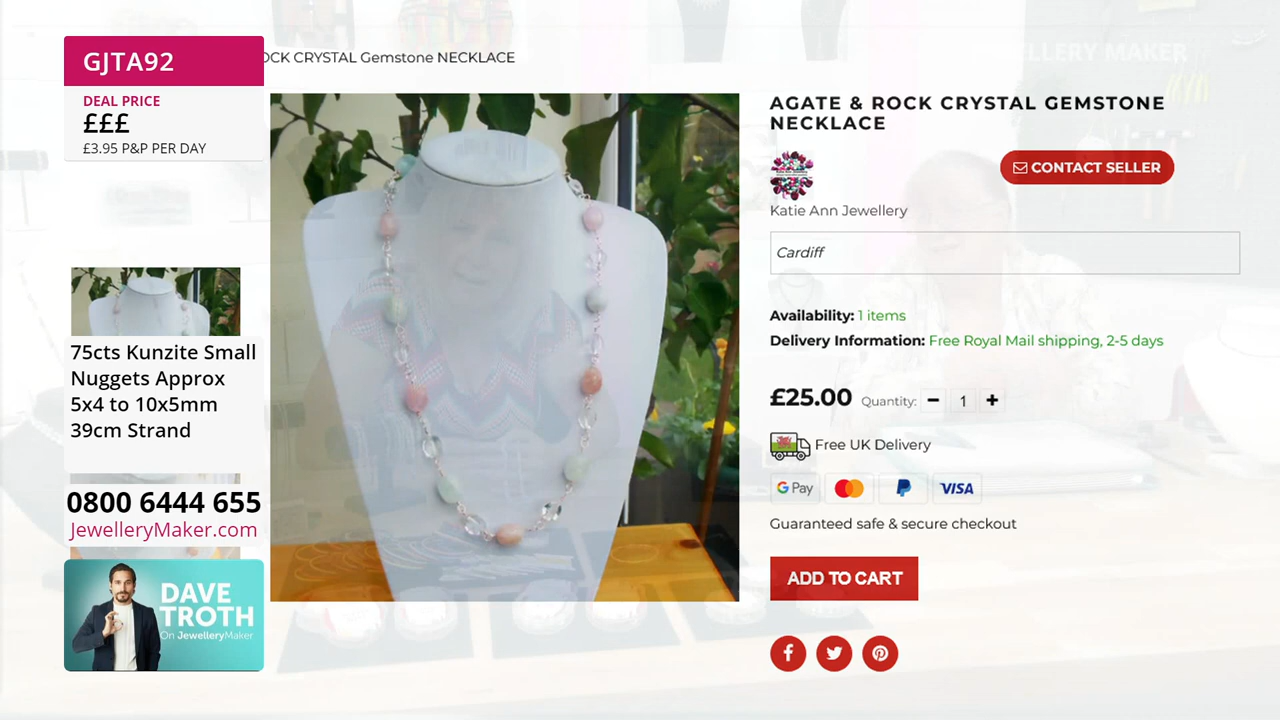 GJTA92
DEAL PRICE
£££
£3.95 P&P PER DAY
75cts Kunzite Small
Nuggets Approx
5x4 to 10x5mm
39cm Strand
0800 6444 655
JewelleryMaker.com
DAVE
TROTH
On JewelleryMaker
CRYSTAL Gemstone NECKLACE
JEWELLERY MAKER
AGATE & ROCK CRYSTAL GEMSTONE
NECKLACE
CONTACT SELLER
Katie Ann Jewellery
Cardiff
Availability: 1 items
Delivery Information: Free Royal Mail shipping, 2-5 days
£25.00 Quantity: − 1 +
Free UK Delivery
G Pay VISA
Guaranteed safe & secure checkout
ADD TO CART